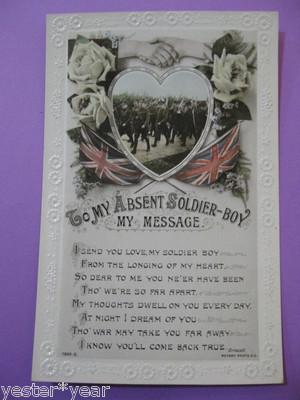 To My Absent Soldier-Boy
My Message.
I send you love, my soldier boy
From the longing of my heart,
So dear to me you ne'er have been
Tho' we're so far apart.
My thoughts dwell on you every day,
At night I dream of you
Tho' war may take you far away
I know you'll come back true
yester*year